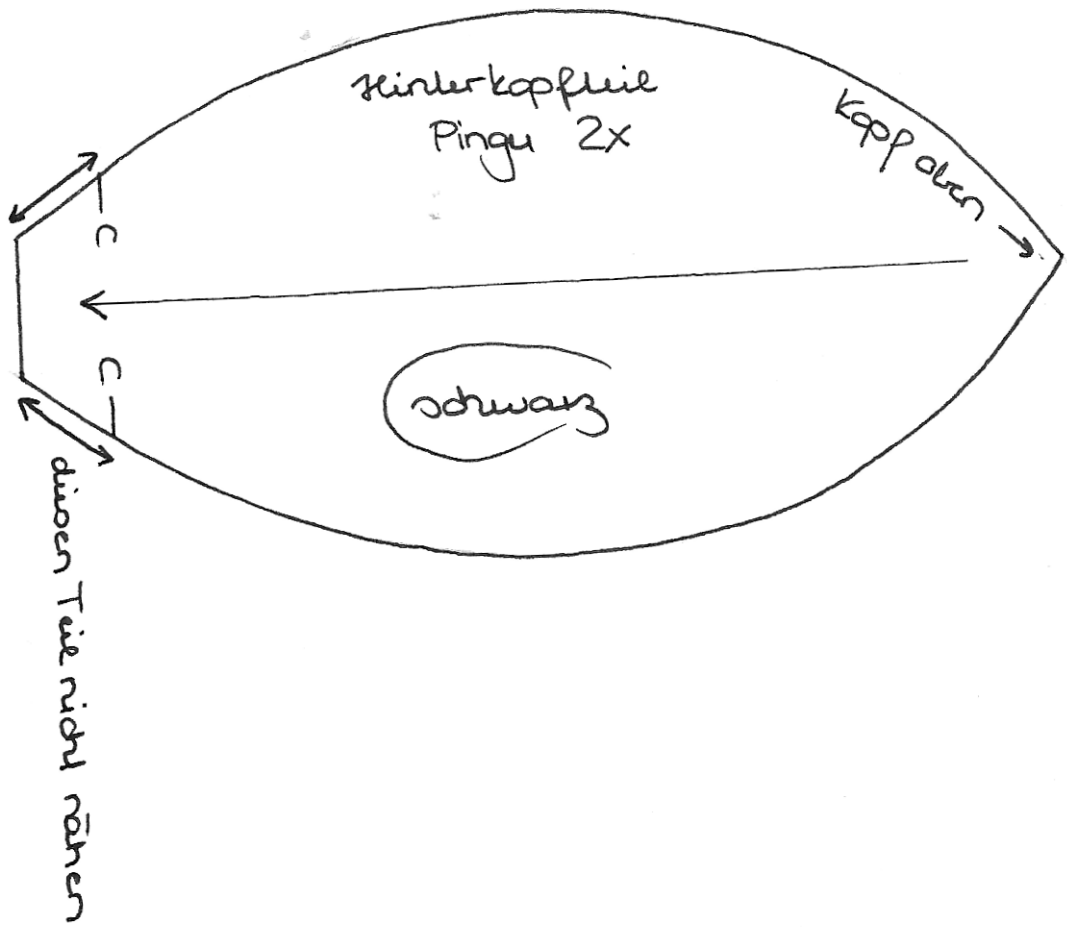 Hinterkopfteil
Pingu 2x
Kopf oben →
C
C
schwarz
diesen Teil nicht nähen